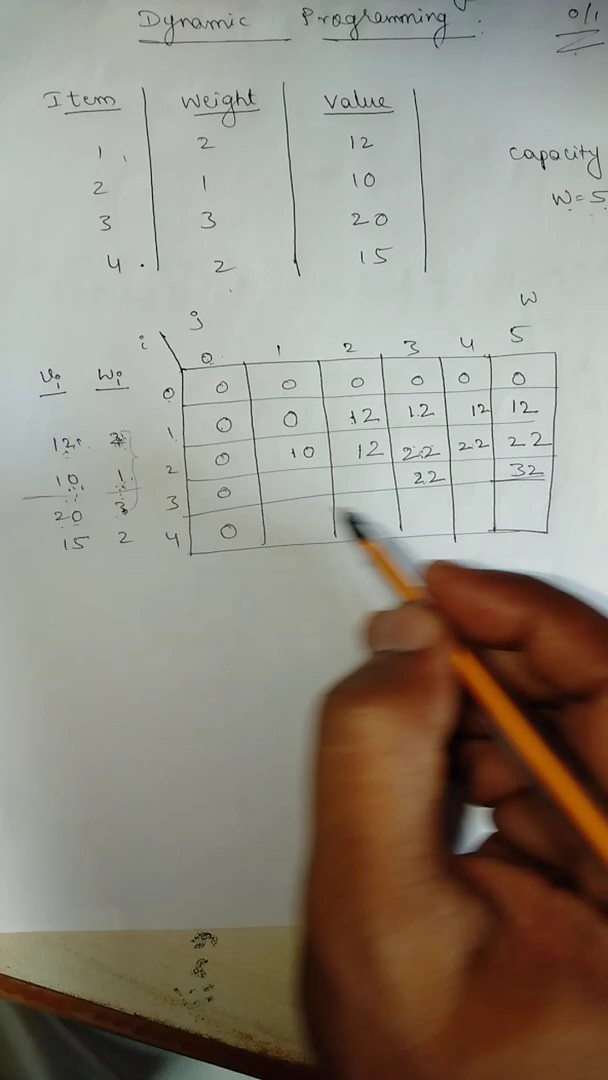 Dynamic Programming.
0/1
Item Weight Value
1 2 12
2 1 10
3 3 20
4 2 15
capacity
W=5
W
j
i
0 1 2 3 4 5
vi wi
0 0 0 0 0 0 0
12 1 0 0 12 12 12 12
10 1 2 0 10 12 22 22 22
20 3 3 0 22 32
15 2 4 0